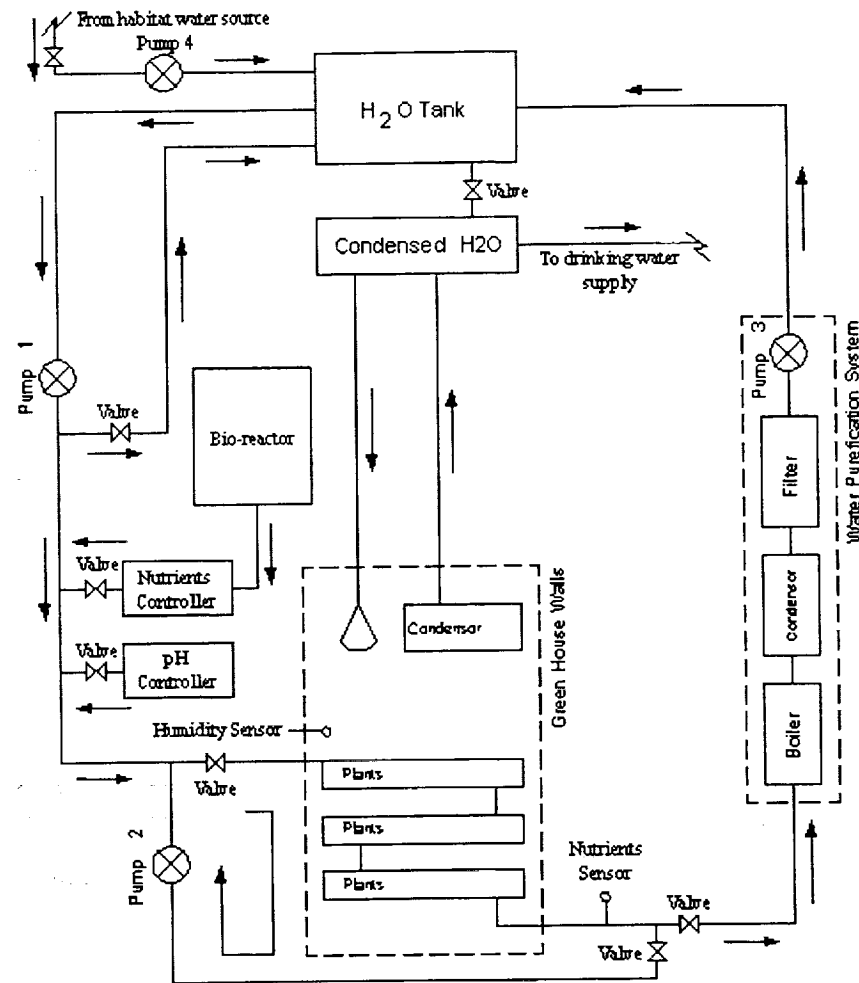 From habitat water source
Pump 4
H2O Tank
Valve
Condensed H2O
To drinking water
supply
Pump 1
Valve
Bio-reactor
Pump 3
Filter
Condensor
Boiler
Water Purefication System
Valve
Nutrients
Controller
Valve
pH
Controller
Condensor
Green House Walls
Humidity Sensor
Valve
Plants
Plants
Plants
Pump 2
Nutrients
Sensor
Valve
Valve